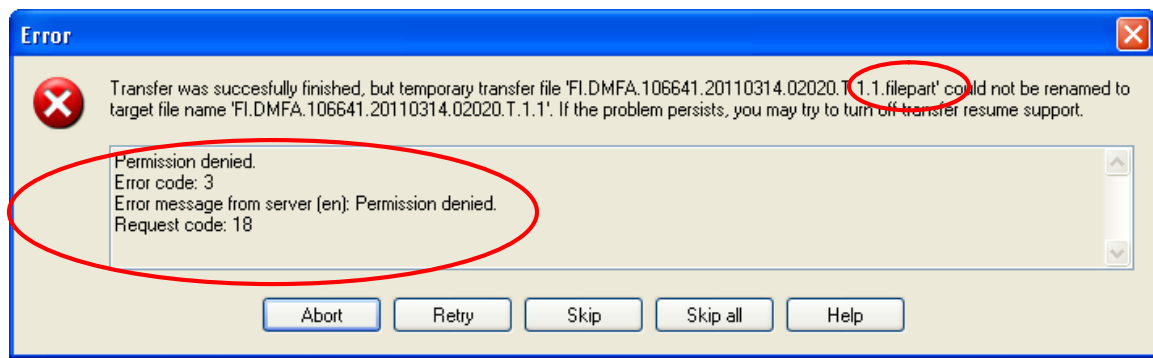 Error
Transfer was succesfully finished, but temporary transfer file 'FI.DMFA.106641.20110314.02020.T.1.1.filepart' could not be renamed to
target file name 'FI.DMFA.106641.20110314.02020.T.1.1'. If the problem persists, you may try to turn off transfer resume support.
Permission denied.
Error code: 3
Error message from server (en): Permission denied.
Request code: 18
Abort Retry Skip Skip all Help